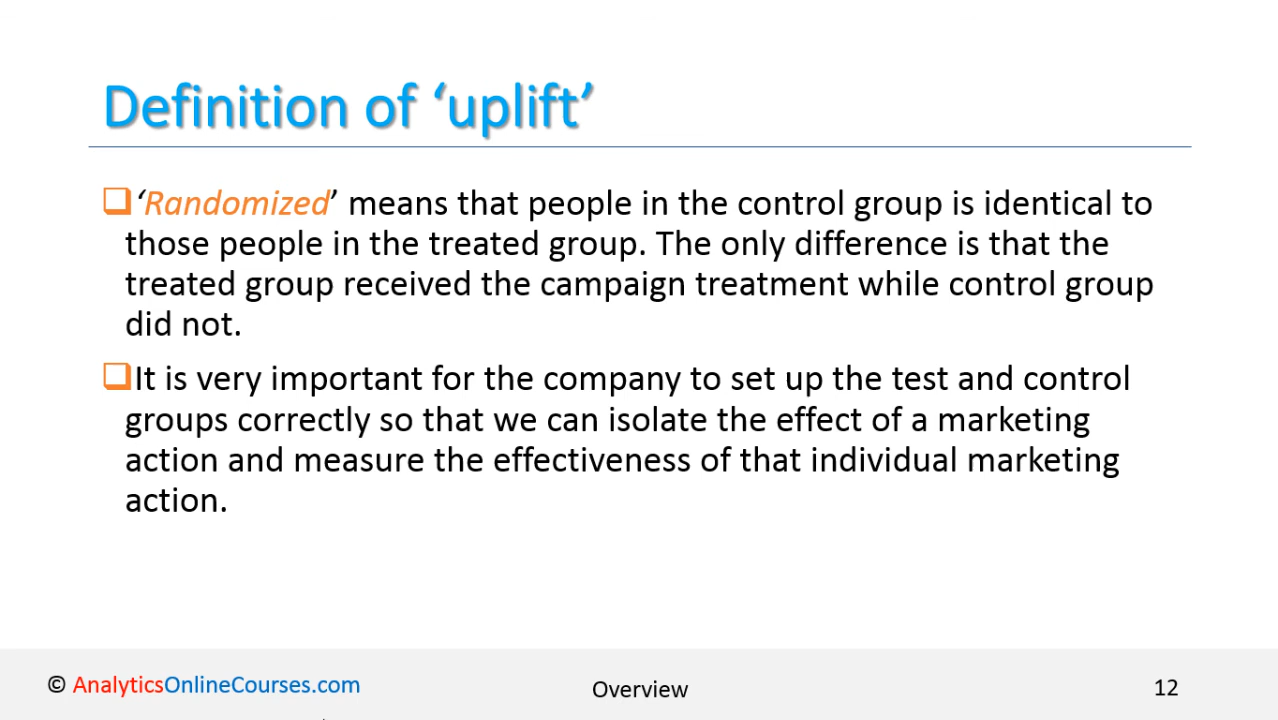 Definition of ‘uplift’
‘Randomized’ means that people in the control group is identical to
those people in the treated group. The only difference is that the
treated group received the campaign treatment while control group
did not.
It is very important for the company to set up the test and control
groups correctly so that we can isolate the effect of a marketing
action and measure the effectiveness of that individual marketing
action.
© AnalyticsOnlineCourses.com
Overview
12